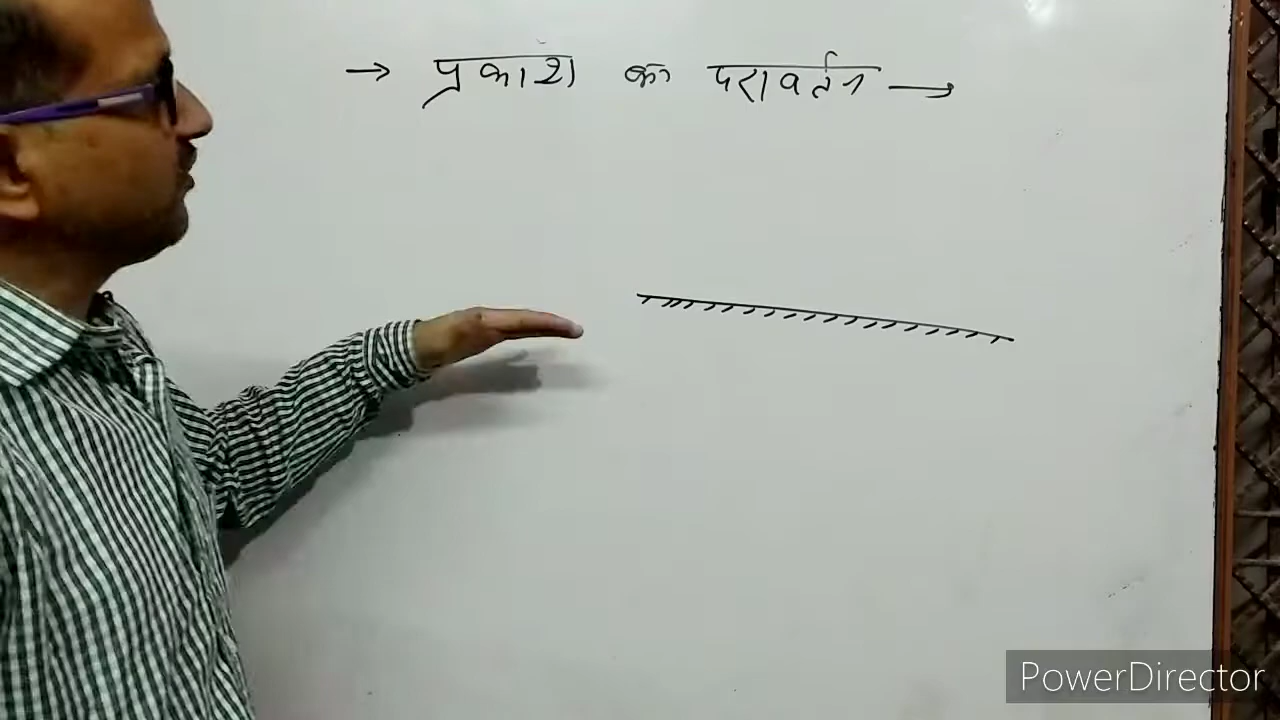 → प्रकाश का परावर्तन →
PowerDirector